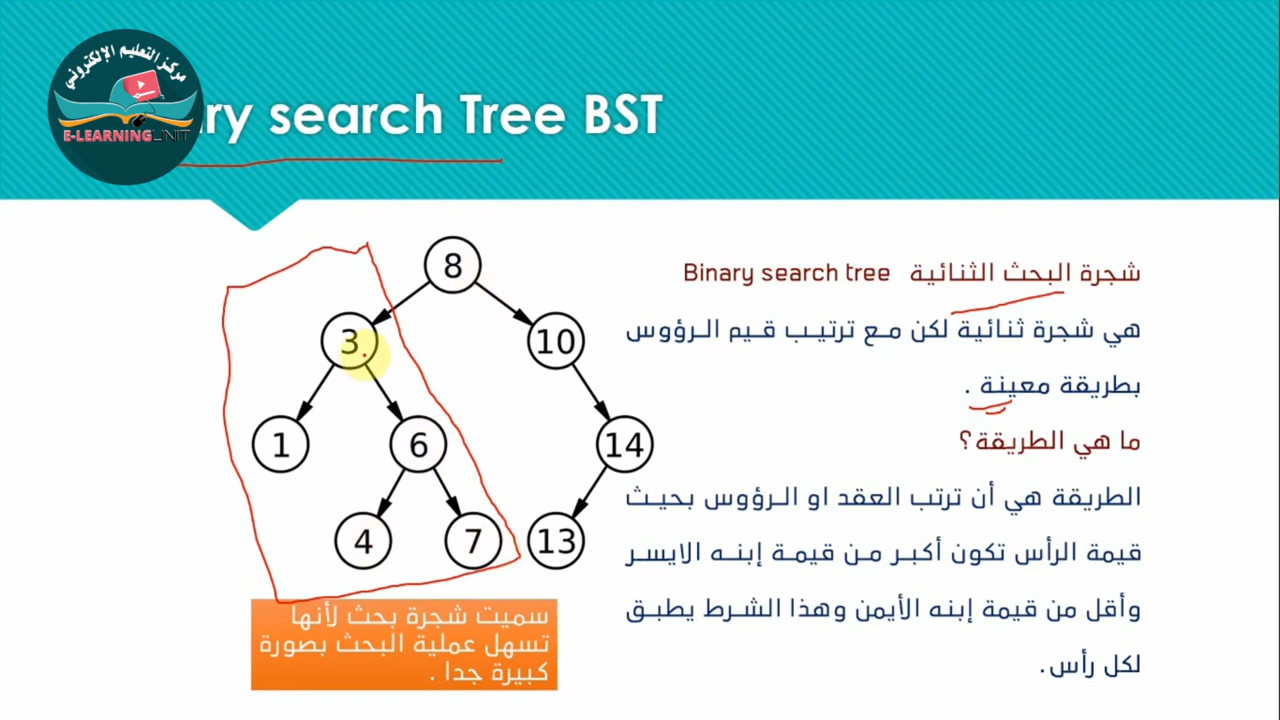 مركز التعليم الإلكتروني
E-LEARNING UNIT
ry search Tree BST
شجرة البحث الثنائية Binary search tree
هي شجرة ثنائية لكن مع ترتيب قيم الرؤوس
بطريقة معينة .
ما هي الطريقة؟
الطريقة هي أن ترتب العقد او الرؤوس بحيث
قيمة الرأس تكون أكبر من قيمة إبنه الايسر
وأقل من قيمة إبنه الأيمن وهذا الشرط يطبق
لكل رأس.
8
3
10
1
6
14
4
7
13
سميت شجرة بحث لأنها
تسهل عملية البحث بصورة
كبيرة جدا .